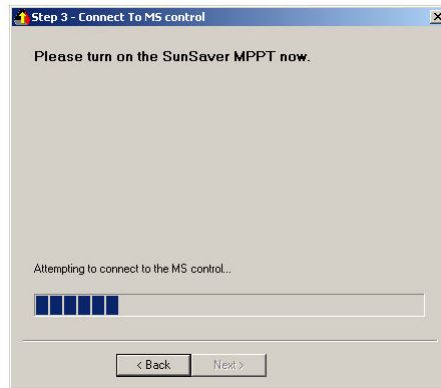 Step 3 - Connect To MS control
Please turn on the SunSaver MPPT now.
Attempting to connect to the MS control...
< Back
Next >